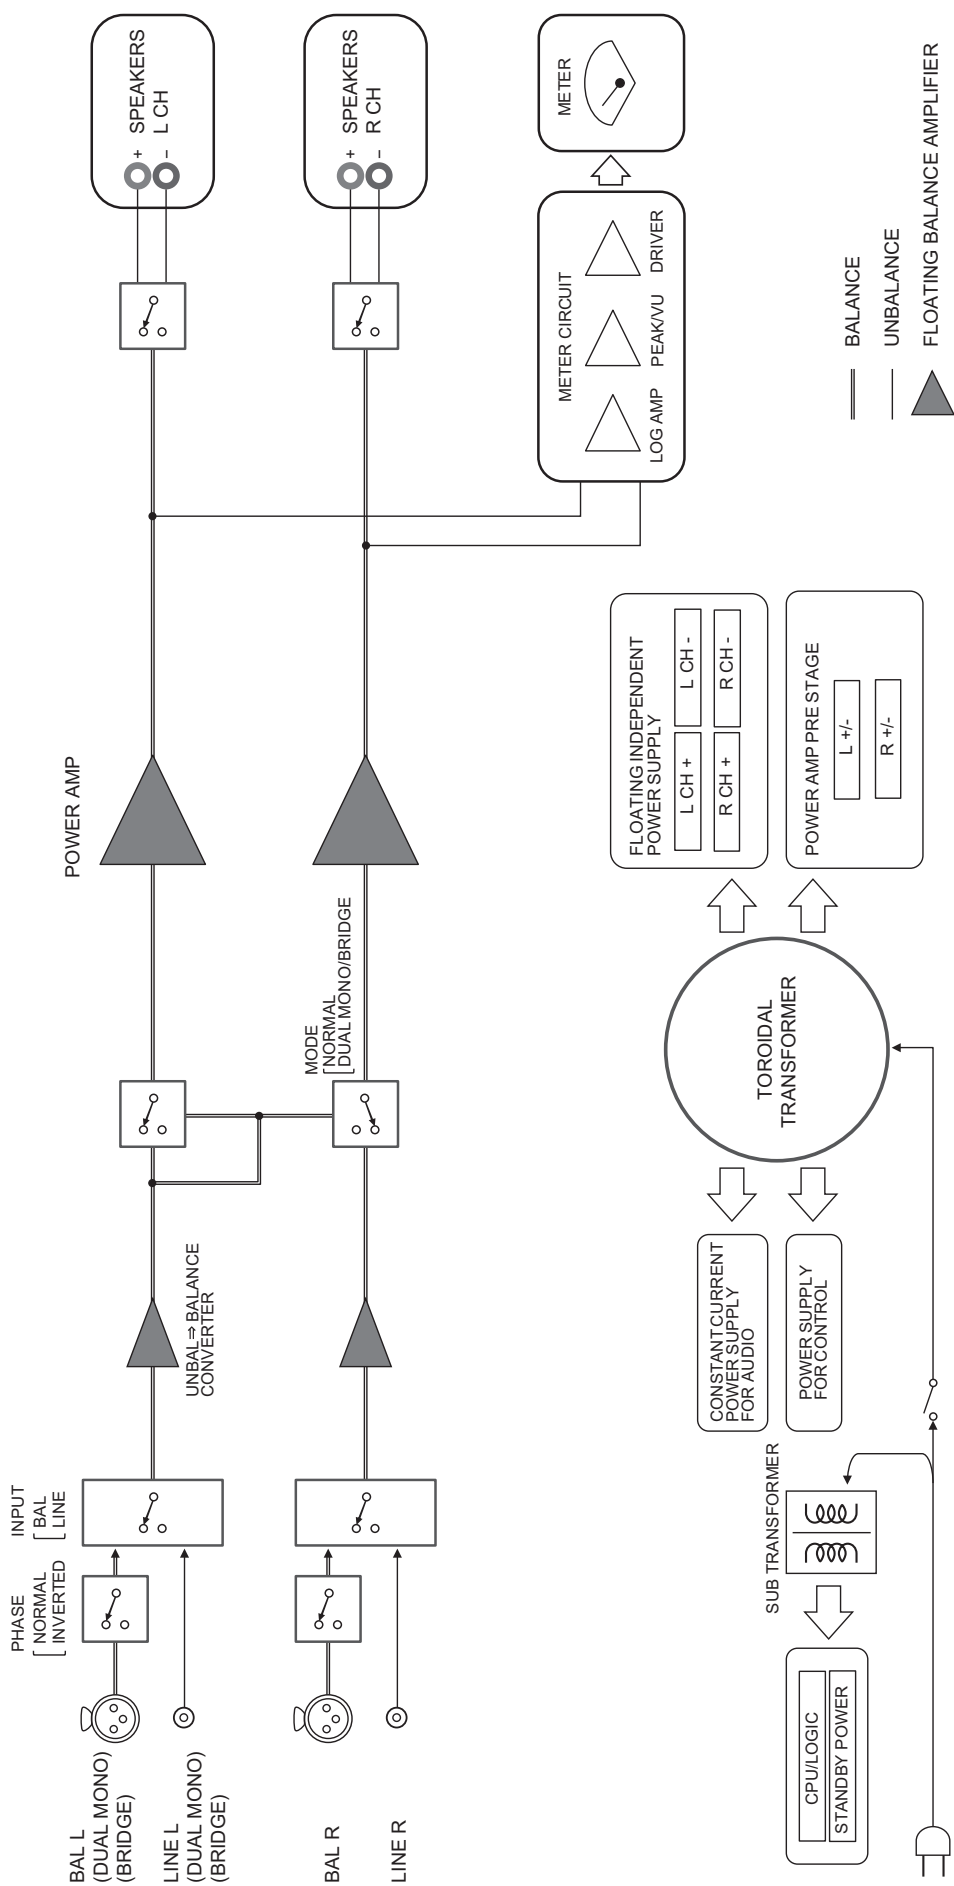 BAL L
(DUAL MONO)
(BRIDGE)
LINE L
(DUAL MONO)
(BRIDGE)
PHASE
NORMAL
INVERTED
INPUT
BAL
LINE
UNBAL ⇒ BALANCE
CONVERTER
POWER AMP
+
-
SPEAKERS
L CH
BAL R
LINE R
MODE
NORMAL
DUAL MONO/BRIDGE
+
-
SPEAKERS
R CH
METER CIRCUIT
LOG AMP
PEAK/VU
DRIVER
METER
CPU/LOGIC
STANDBY POWER
SUB TRANSFORMER
CONSTANT CURRENT
POWER SUPPLY
FOR AUDIO
POWER SUPPLY
FOR CONTROL
TOROIDAL
TRANSFORMER
FLOATING INDEPENDENT
POWER SUPPLY
L CH +
L CH -
R CH +
R CH -
POWER AMP PRE STAGE
L +/-
R +/-
BALANCE
UNBALANCE
FLOATING BALANCE AMPLIFIER